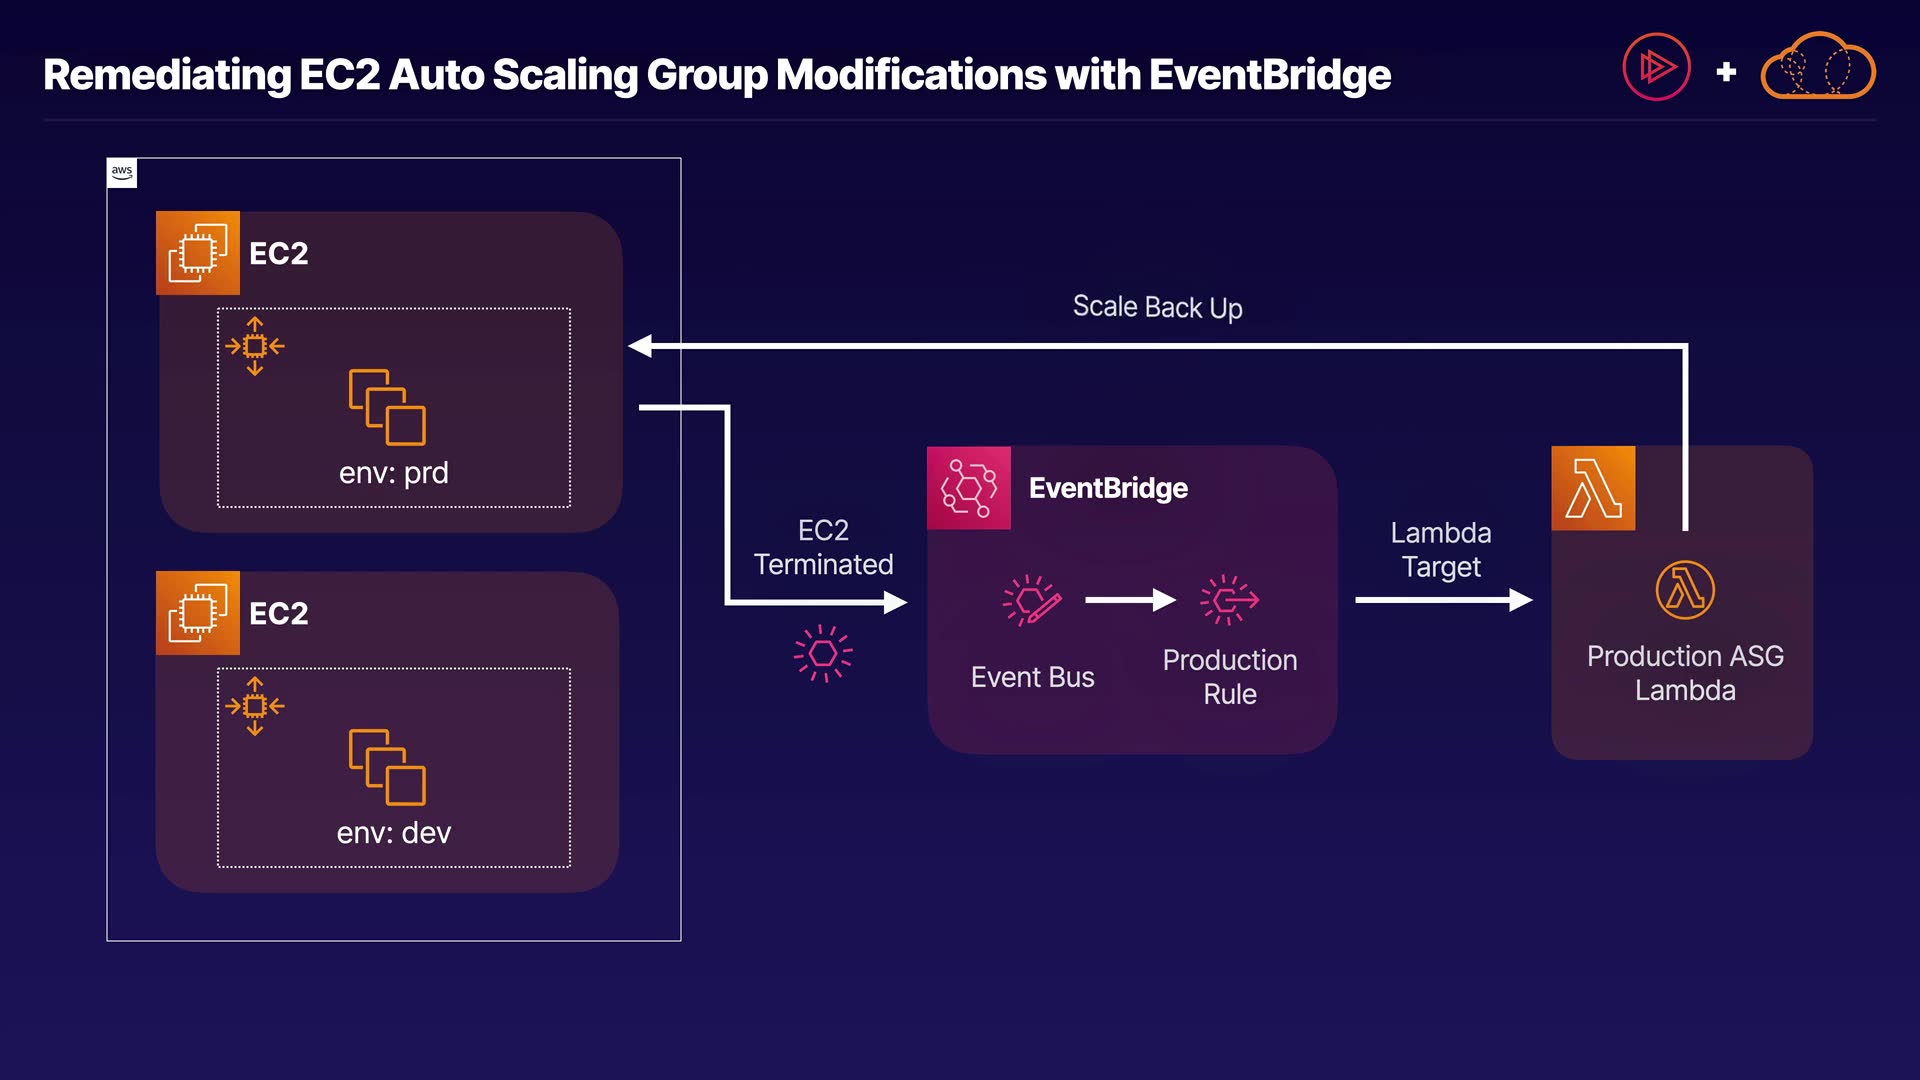 Remediating EC2 Auto Scaling Group Modifications with EventBridge
aws
EC2
env: prd
EC2
env: dev
Scale Back Up
EC2
Terminated
EventBridge
Event Bus
Production
Rule
Lambda
Target
Production ASG
Lambda